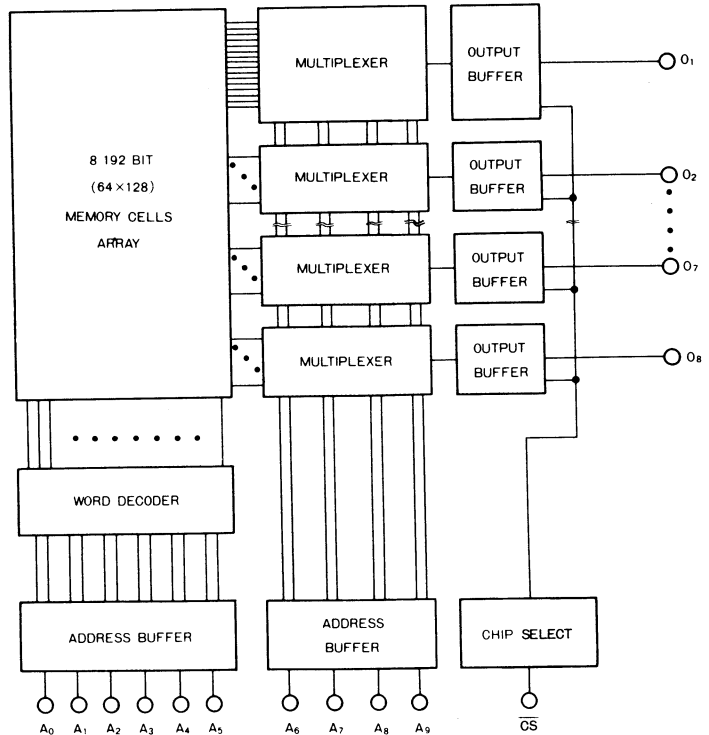 8 192 BIT
(64×128)
MEMORY CELLS
ARRAY
MULTIPLEXER
OUTPUT
BUFFER
O₁
MULTIPLEXER
OUTPUT
BUFFER
O₂
MULTIPLEXER
OUTPUT
BUFFER
O₇
MULTIPLEXER
OUTPUT
BUFFER
O₈
WORD DECODER
ADDRESS BUFFER
ADDRESS
BUFFER
CHIP SELECT
A₀ A₁ A₂ A₃ A₄ A₅ A₆ A₇ A₈ A₉ C̅S̅